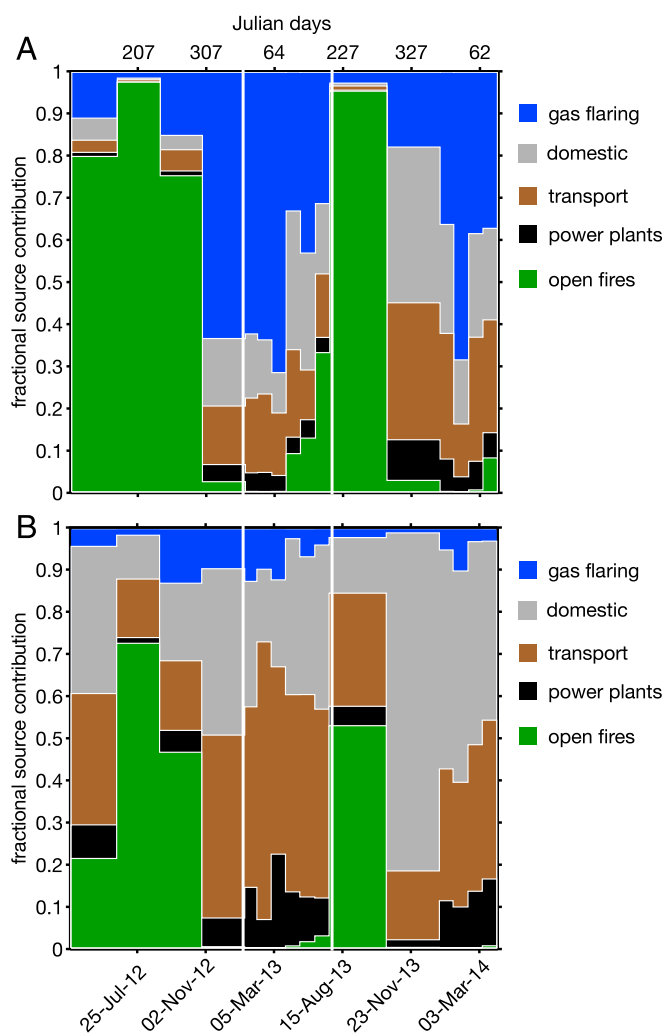 Julian days
A
207 307 64 227 327 62
1
0.9
0.8
0.7
0.6
0.5
0.4
0.3
0.2
0.1
0
fractional source contribution
gas flaring
domestic
transport
power plants
open fires
B
1
0.9
0.8
0.7
0.6
0.5
0.4
0.3
0.2
0.1
0
fractional source contribution
gas flaring
domestic
transport
power plants
open fires
25-Jul-12 02-Nov-12 05-Mar-13 15-Aug-13 23-Nov-13 03-Mar-14